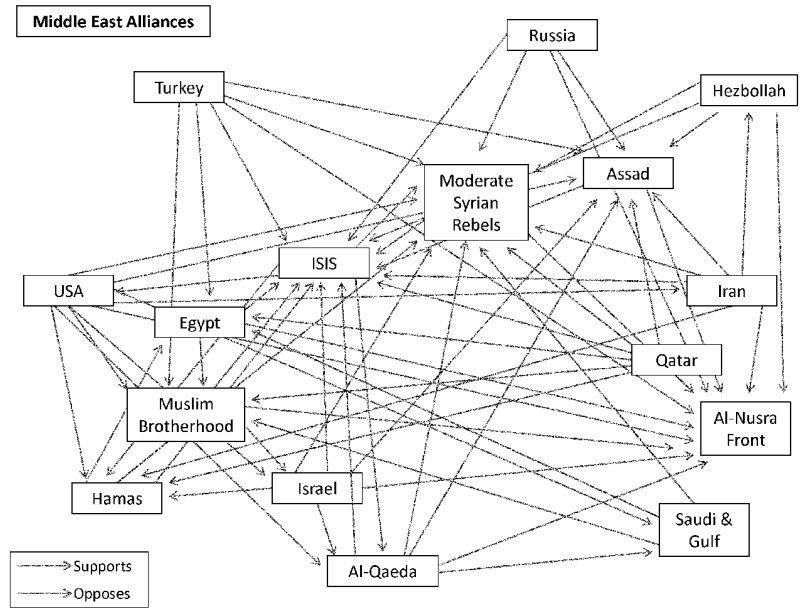 Middle East Alliances
Russia
Turkey
Hezbollah
Moderate
Syrian
Rebels
Assad
ISIS
USA
Iran
Egypt
Qatar
Muslim
Brotherhood
Al-Nusra
Front
Hamas
Israel
Saudi &
Gulf
Al-Qaeda
Supports
Opposes